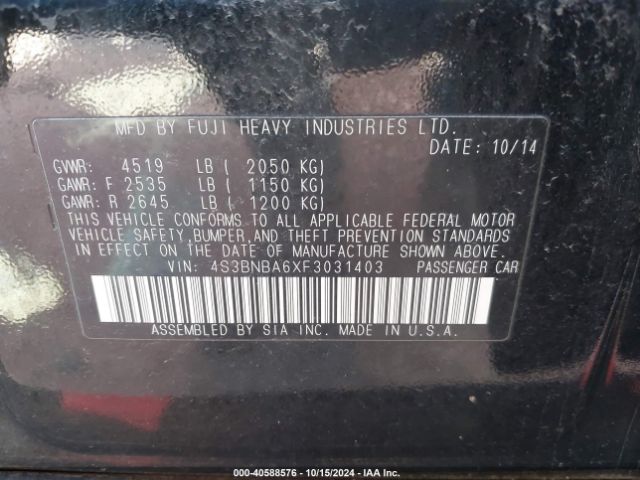 MFD BY FUJI HEAVY INDUSTRIES LTD.
DATE: 10/14
GVWR: 4519 LB ( 2050 KG)
GAWR: F 2535 LB ( 1150 KG)
GAWR: R 2645 LB ( 1200 KG)
THIS VEHICLE CONFORMS TO ALL APPLICABLE FEDERAL MOTOR
VEHICLE SAFETY, BUMPER, AND THEFT PREVENTION STANDARDS
IN EFFECT ON THE DATE OF MANUFACTURE SHOWN ABOVE.
VIN: 4S3BNBA6XF3031403 PASSENGER CAR
ASSEMBLED BY SIA INC. MADE IN U.S.A.
000-40588576 - 10/15/2024 - IAA Inc.